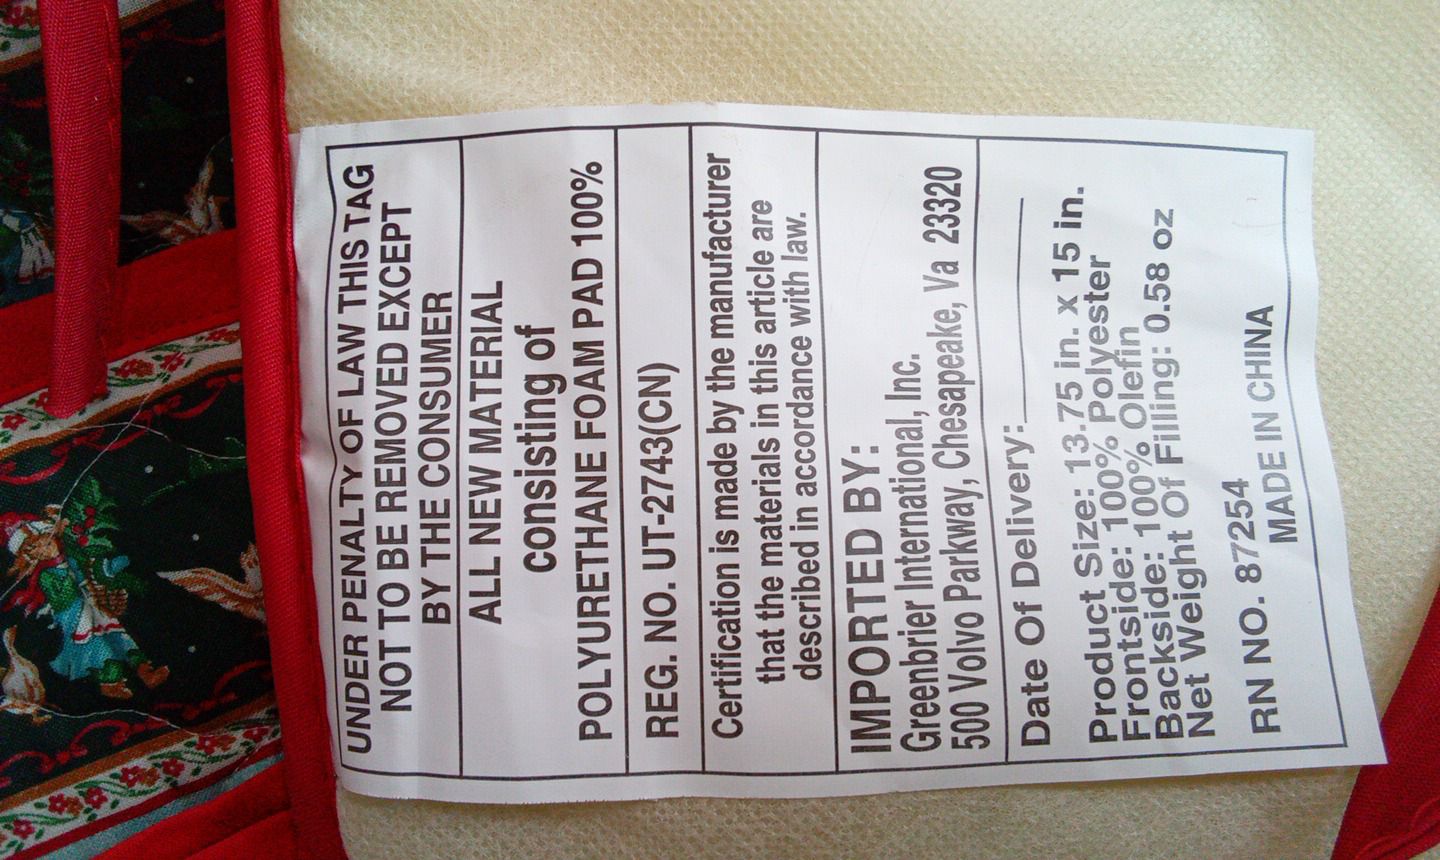 UNDER PENALTY OF LAW THIS TAG
NOT TO BE REMOVED EXCEPT
BY THE CONSUMER
ALL NEW MATERIAL
consisting of
POLYURETHANE FOAM PAD 100%
REG. NO. UT-2743(CN)
Certification is made by the manufacturer
that the materials in this article are
described in accordance with law.
IMPORTED BY:
Greenbrier International, Inc.
500 Volvo Parkway, Chesapeake, Va 23320
Date Of Delivery:
Product Size: 13.75 in. x 15 in.
Frontside: 100% Polyester
Backside: 100% Olefin
Net Weight Of Filling: 0.58 oz
RN NO. 87254
MADE IN CHINA